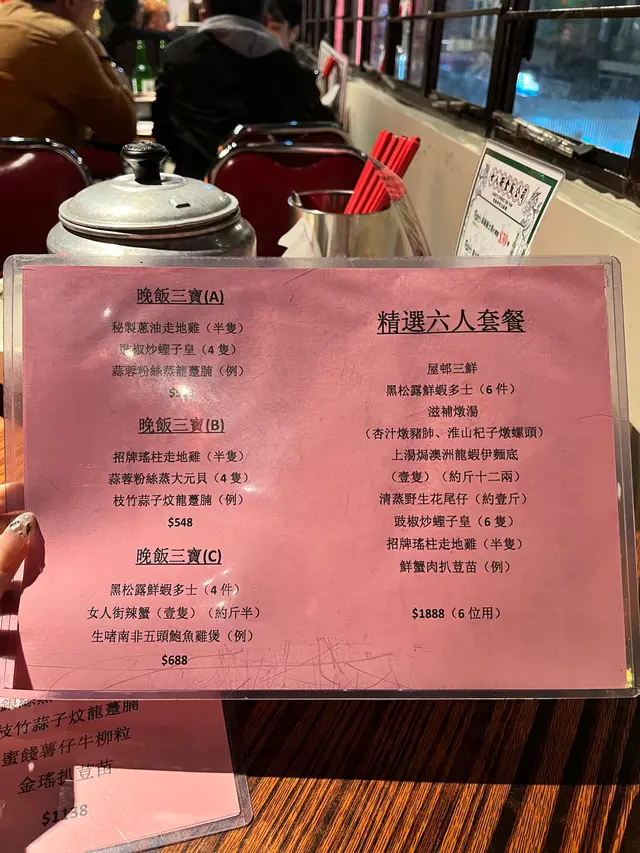 晚飯三寶(A)
秘製蔥油走地雞（半隻）
豉椒炒蟶子皇（4 隻）
蒜蓉粉絲蒸龍躉腩（例）
晚飯三寶(B)
招牌瑤柱走地雞（半隻）
蒜蓉粉絲蒸大元貝（4 隻）
枝竹蒜子炆龍躉腩（例）
$548
晚飯三寶(C)
黑松露鮮蝦多士（4 件）
女人街辣蟹（壹隻）（約斤半）
生啫南非五頭鮑魚雞煲（例）
$688
精選六人套餐
屋邨三鮮
黑松露鮮蝦多士（6 件）
滋補燉湯
（杏汁燉豬肺、淮山杞子燉螺頭）
上湯焗澳洲龍蝦伊麵底
（壹隻）（約斤十二兩）
清蒸野生花尾仔（約壹斤）
豉椒炒蟶子皇（6 隻）
招牌瑤柱走地雞（半隻）
鮮蟹肉扒荳苗（例）
$1888（6 位用）
枝竹蒜子炆龍躉腩
蜜餞薯仔牛柳粒
金瑤扒荳苗
$1138